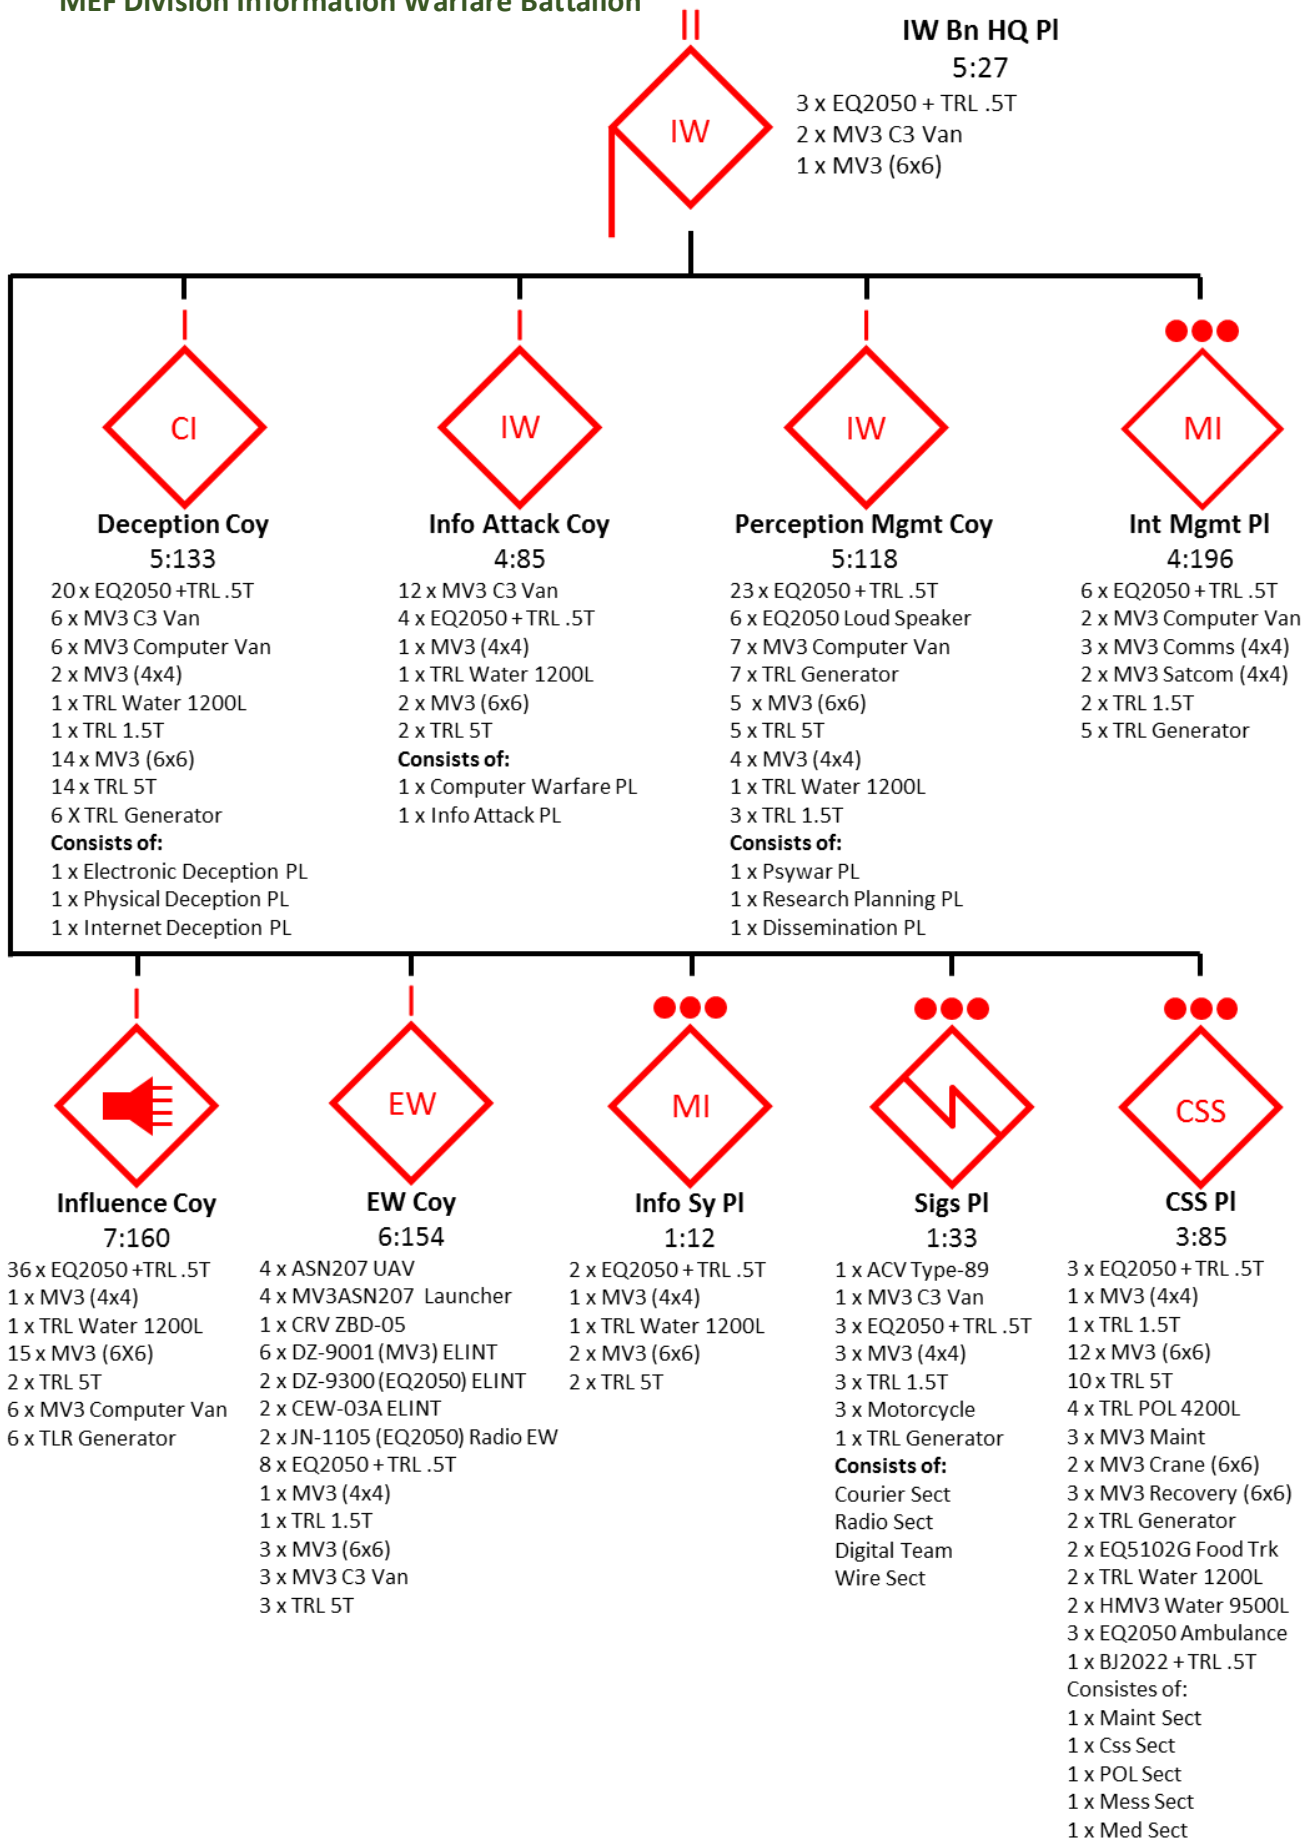 MEF Division Information Warfare Battalion
IW Bn HQ Pl
5:27
3 x EQ2050 + TRL .5T
2 x MV3 C3 Van
1 x MV3 (6x6)
IW
CI
Deception Coy
5:133
20 x EQ2050 +TRL .5T
6 x MV3 C3 Van
6 x MV3 Computer Van
2 x MV3 (4x4)
1 x TRL Water 1200L
1 x TRL 1.5T
14 x MV3 (6x6)
14 x TRL 5T
6 X TRL Generator
Consists of:
1 x Electronic Deception PL
1 x Physical Deception PL
1 x Internet Deception PL
IW
Info Attack Coy
4:85
12 x MV3 C3 Van
4 x EQ2050 + TRL .5T
1 x MV3 (4x4)
1 x TRL Water 1200L
2 x MV3 (6x6)
2 x TRL 5T
Consists of:
1 x Computer Warfare PL
1 x Info Attack PL
IW
Perception Mgmt Coy
5:118
23 x EQ2050 + TRL .5T
6 x EQ2050 Loud Speaker
7 x MV3 Computer Van
7 x TRL Generator
5 x MV3 (6x6)
5 x TRL 5T
4 x MV3 (4x4)
1 x TRL Water 1200L
3 x TRL 1.5T
Consists of:
1 x Psywar PL
1 x Research Planning PL
1 x Dissemination PL
MI
Int Mgmt Pl
4:196
6 x EQ2050 + TRL .5T
2 x MV3 Computer Van
3 x MV3 Comms (4x4)
2 x MV3 Satcom (4x4)
2 x TRL 1.5T
5 x TRL Generator
Influence Coy
7:160
36 x EQ2050 +TRL .5T
1 x MV3 (4x4)
1 x TRL Water 1200L
15 x MV3 (6X6)
2 x TRL 5T
6 x MV3 Computer Van
6 x TLR Generator
EW
EW Coy
6:154
4 x ASN207 UAV
4 x MV3ASN207 Launcher
1 x CRV ZBD-05
6 x DZ-9001 (MV3) ELINT
2 x DZ-9300 (EQ2050) ELINT
2 x CEW-03A ELINT
2 x JN-1105 (EQ2050) Radio EW
8 x EQ2050 + TRL .5T
1 x MV3 (4x4)
1 x TRL 1.5T
3 x MV3 (6x6)
3 x MV3 C3 Van
3 x TRL 5T
MI
Info Sy Pl
1:12
2 x EQ2050 + TRL .5T
1 x MV3 (4x4)
1 x TRL Water 1200L
2 x MV3 (6x6)
2 x TRL 5T
Sigs Pl
1:33
1 x ACV Type-89
1 x MV3 C3 Van
3 x EQ2050 + TRL .5T
3 x MV3 (4x4)
3 x TRL 1.5T
3 x Motorcycle
1 x TRL Generator
Consists of:
Courier Sect
Radio Sect
Digital Team
Wire Sect
CSS
CSS Pl
3:85
3 x EQ2050 + TRL .5T
1 x MV3 (4x4)
1 x TRL 1.5T
12 x MV3 (6x6)
10 x TRL 5T
4 x TRL POL 4200L
3 x MV3 Maint
2 x MV3 Crane (6x6)
3 x MV3 Recovery (6x6)
2 x TRL Generator
2 x EQ5102G Food Trk
2 x TRL Water 1200L
2 x HMV3 Water 9500L
3 x EQ2050 Ambulance
1 x BJ2022 + TRL .5T
Consistes of:
1 x Maint Sect
1 x Css Sect
1 x POL Sect
1 x Mess Sect
1 x Med Sect